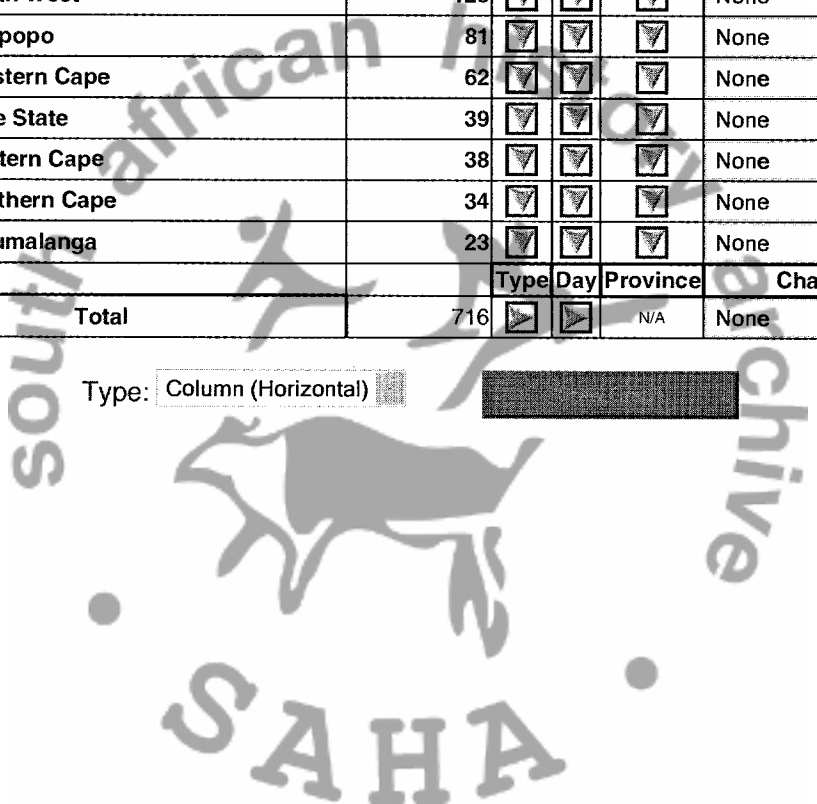 popo 81 None
stern Cape 62 None
e State 39 None
tern Cape 38 None
thern Cape 34 None
umalanga 23 None
Type Day Province Cha
Total 716 N/A None
Type: Column (Horizontal)
south african history archive
SAHA